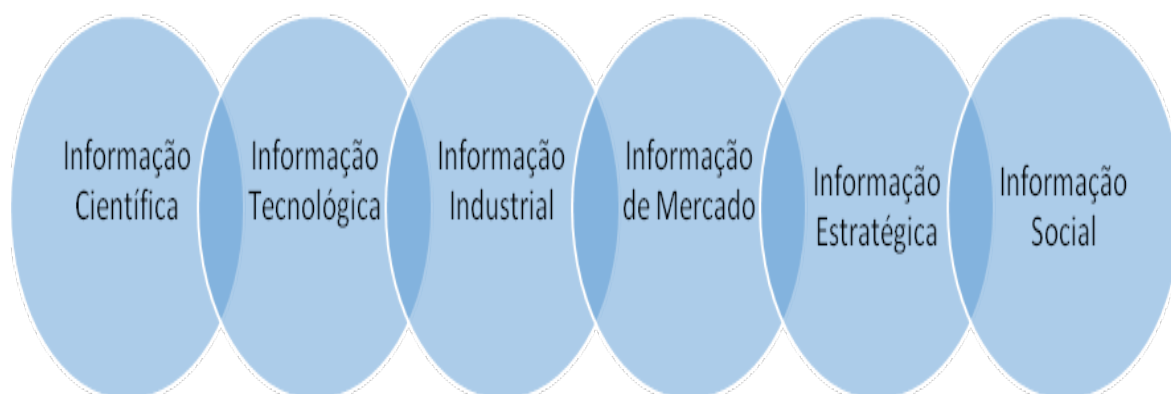 Informação
Científica
Informação
Tecnológica
Informação
Industrial
Informação
de Mercado
Informação
Estratégica
Informação
Social